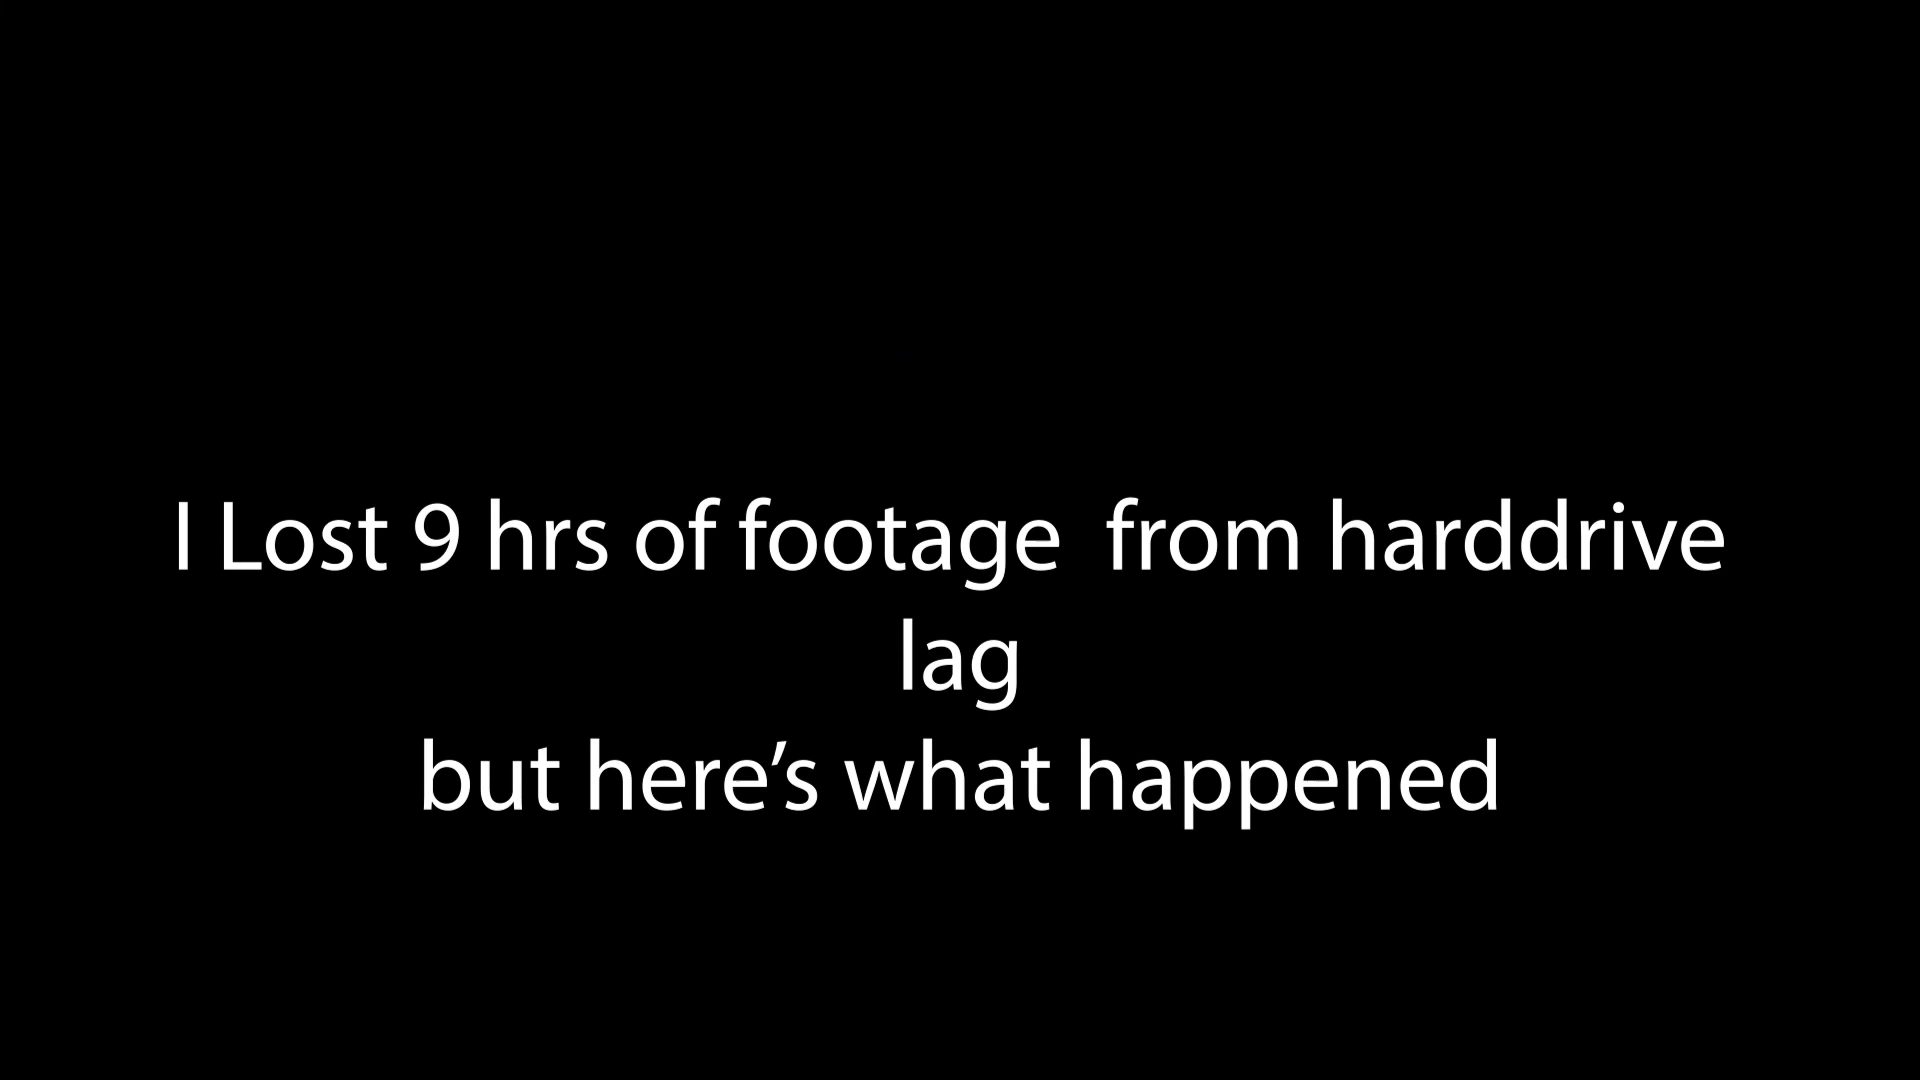 I Lost 9 hrs of footage  from harddrive
lag
but here’s what happened